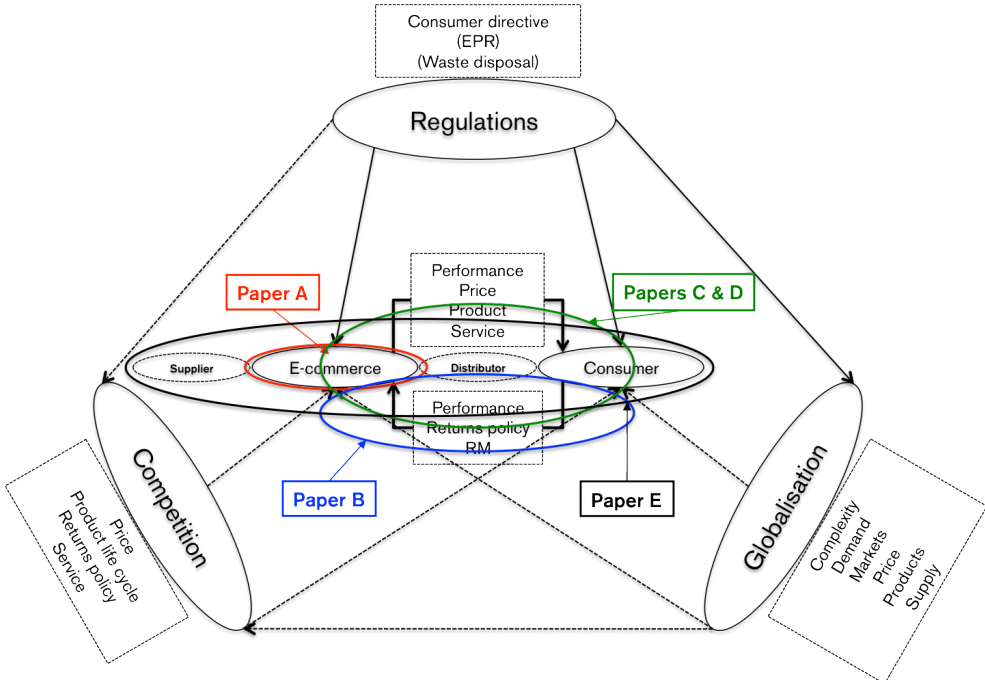 Consumer directive
(EPR)
(Waste disposal)
Regulations
Performance
Price
Product
Service
Paper A
Papers C & D
Supplier
E-commerce
Distributor
Consumer
Performance
Returns policy
RM
Paper B
Paper E
Competition
Price
Product life cycle
Returns policy
Service
Globalisation
Complexity
Demand
Markets
Price
Products
Supply